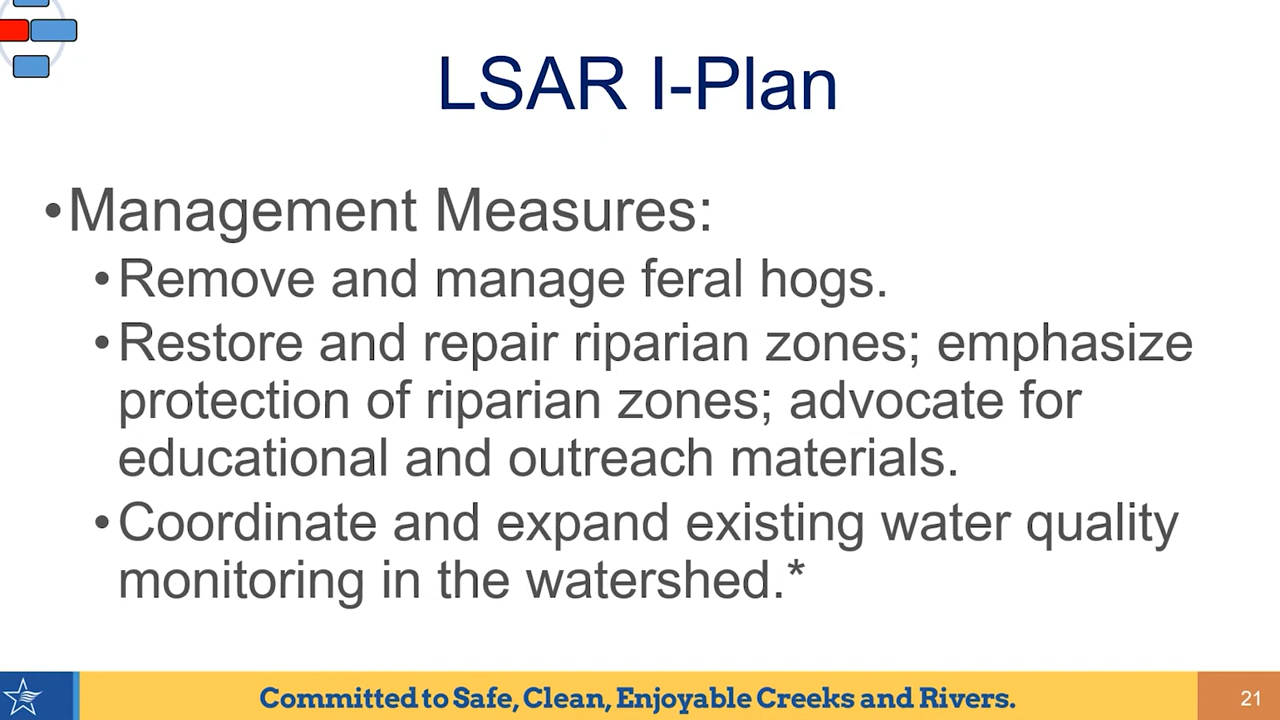 LSAR I-Plan
•Management Measures:
•Remove and manage feral hogs.
•Restore and repair riparian zones; emphasize
protection of riparian zones; advocate for
educational and outreach materials.
•Coordinate and expand existing water quality
monitoring in the watershed.*
Committed to Safe, Clean, Enjoyable Creeks and Rivers.
21